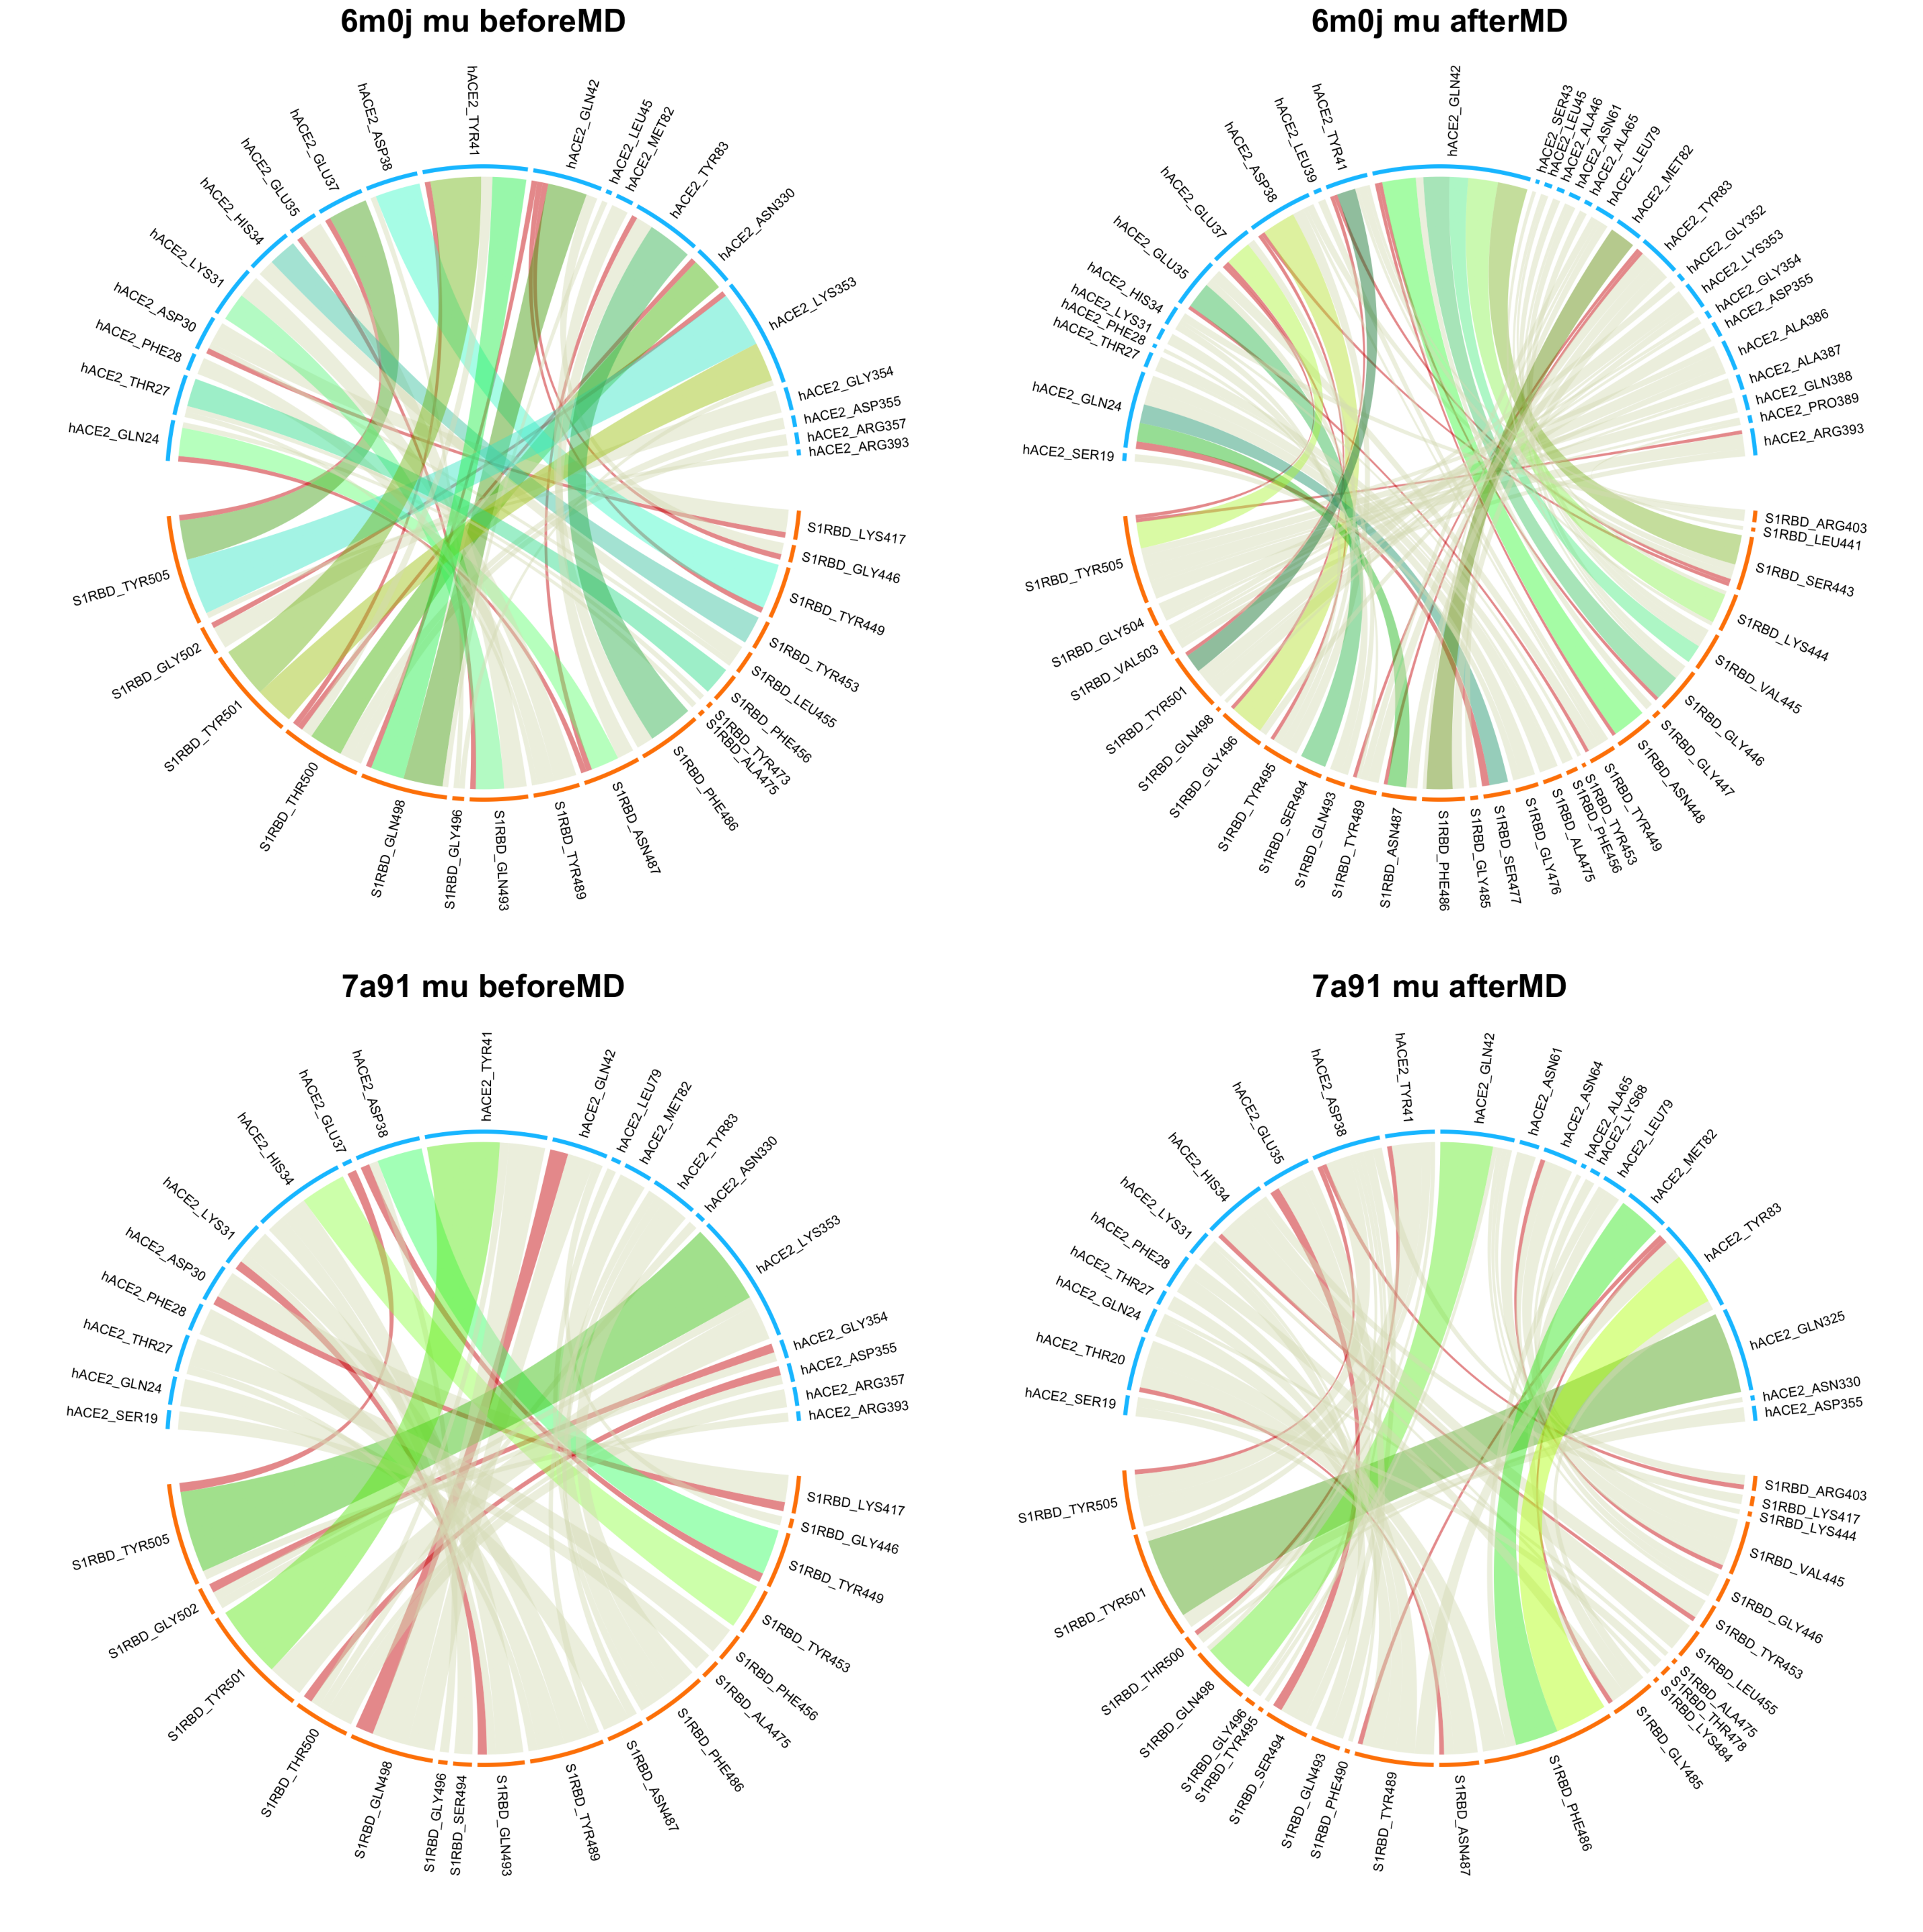 6m0j mu beforeMD
hACE2_GLN24
hACE2_THR27
hACE2_PHE28
hACE2_ASP30
hACE2_LYS31
hACE2_HIS34
hACE2_GLU35
hACE2_GLU37
hACE2_ASP38
hACE2_TYR41
hACE2_GLN42
hACE2_LEU45
hACE2_MET82
hACE2_TYR83
hACE2_ASN330
hACE2_LYS353
hACE2_GLY354
hACE2_ASP355
hACE2_ARG357
hACE2_ARG393
S1RBD_LYS417
S1RBD_GLY446
S1RBD_TYR449
S1RBD_TYR453
S1RBD_LEU455
S1RBD_PHE456
S1RBD_TYR473
S1RBD_ALA475
S1RBD_PHE486
S1RBD_ASN487
S1RBD_TYR489
S1RBD_GLN493
S1RBD_GLY496
S1RBD_GLN498
S1RBD_THR500
S1RBD_TYR501
S1RBD_GLY502
S1RBD_TYR505
6m0j mu afterMD
hACE2_SER19
hACE2_GLN24
hACE2_THR27
hACE2_PHE28
hACE2_LYS31
hACE2_HIS34
hACE2_GLU35
hACE2_GLU37
hACE2_ASP38
hACE2_LEU39
hACE2_TYR41
hACE2_GLN42
hACE2_SER43
hACE2_LEU45
hACE2_ALA46
hACE2_ASN61
hACE2_ALA65
hACE2_LEU79
hACE2_MET82
hACE2_TYR83
hACE2_GLY352
hACE2_LYS353
hACE2_GLY354
hACE2_ASP355
hACE2_ALA386
hACE2_ALA387
hACE2_GLN388
hACE2_PRO389
hACE2_ARG393
S1RBD_ARG403
S1RBD_LEU441
S1RBD_SER443
S1RBD_LYS444
S1RBD_VAL445
S1RBD_GLY446
S1RBD_GLY447
S1RBD_ASN448
S1RBD_TYR449
S1RBD_TYR453
S1RBD_PHE456
S1RBD_ALA475
S1RBD_GLY476
S1RBD_SER477
S1RBD_GLY485
S1RBD_PHE486
S1RBD_ASN487
S1RBD_TYR489
S1RBD_GLN493
S1RBD_SER494
S1RBD_TYR495
S1RBD_GLY496
S1RBD_GLN498
S1RBD_TYR501
S1RBD_VAL503
S1RBD_GLY504
S1RBD_TYR505
7a91 mu beforeMD
hACE2_SER19
hACE2_GLN24
hACE2_THR27
hACE2_PHE28
hACE2_ASP30
hACE2_LYS31
hACE2_HIS34
hACE2_GLU37
hACE2_ASP38
hACE2_TYR41
hACE2_GLN42
hACE2_LEU79
hACE2_MET82
hACE2_TYR83
hACE2_ASN330
hACE2_LYS353
hACE2_GLY354
hACE2_ASP355
hACE2_ARG357
hACE2_ARG393
S1RBD_LYS417
S1RBD_GLY446
S1RBD_TYR449
S1RBD_TYR453
S1RBD_PHE456
S1RBD_ALA475
S1RBD_PHE486
S1RBD_ASN487
S1RBD_TYR489
S1RBD_GLN493
S1RBD_SER494
S1RBD_GLY496
S1RBD_GLN498
S1RBD_THR500
S1RBD_TYR501
S1RBD_GLY502
S1RBD_TYR505
7a91 mu afterMD
hACE2_SER19
hACE2_THR20
hACE2_GLN24
hACE2_THR27
hACE2_PHE28
hACE2_LYS31
hACE2_HIS34
hACE2_GLU35
hACE2_ASP38
hACE2_TYR41
hACE2_GLN42
hACE2_ASN61
hACE2_ASN64
hACE2_ALA65
hACE2_LYS68
hACE2_LEU79
hACE2_MET82
hACE2_TYR83
hACE2_GLN325
hACE2_ASN330
hACE2_ASP355
S1RBD_ARG403
S1RBD_LYS417
S1RBD_LYS444
S1RBD_VAL445
S1RBD_GLY446
S1RBD_TYR453
S1RBD_LEU455
S1RBD_ALA475
S1RBD_THR478
S1RBD_LYS484
S1RBD_GLY485
S1RBD_PHE486
S1RBD_ASN487
S1RBD_TYR489
S1RBD_PHE490
S1RBD_GLN493
S1RBD_SER494
S1RBD_TYR495
S1RBD_GLY496
S1RBD_GLN498
S1RBD_THR500
S1RBD_TYR501
S1RBD_TYR505